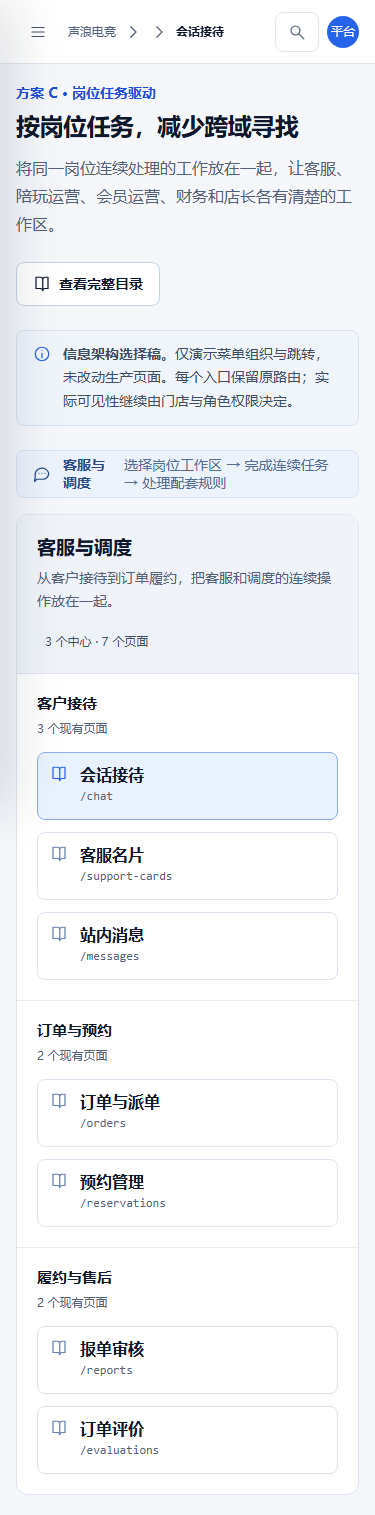 声浪电竞 会话接待 平台
方案 C • 岗位任务驱动
按岗位任务，减少跨域寻找
将同一岗位连续处理的工作放在一起，让客服、
陪玩运营、会员运营、财务和店长各有清楚的工
作区。
查看完整目录
信息架构选择稿。仅演示菜单组织与跳转，
未改动生产页面。每个入口保留原路由；实
际可见性继续由门店与角色权限决定。
客服与调度
选择岗位工作区 → 完成连续任务
→ 处理配套规则
客服与调度
从客户接待到订单履约，把客服和调度的连续操
作放在一起。
3 个中心 · 7 个页面
客户接待
3 个现有页面
会话接待
/chat
客服名片
/support-cards
站内消息
/messages
订单与预约
2 个现有页面
订单与派单
/orders
预约管理
/reservations
履约与售后
2 个现有页面
报单审核
/reports
订单评价
/evaluations